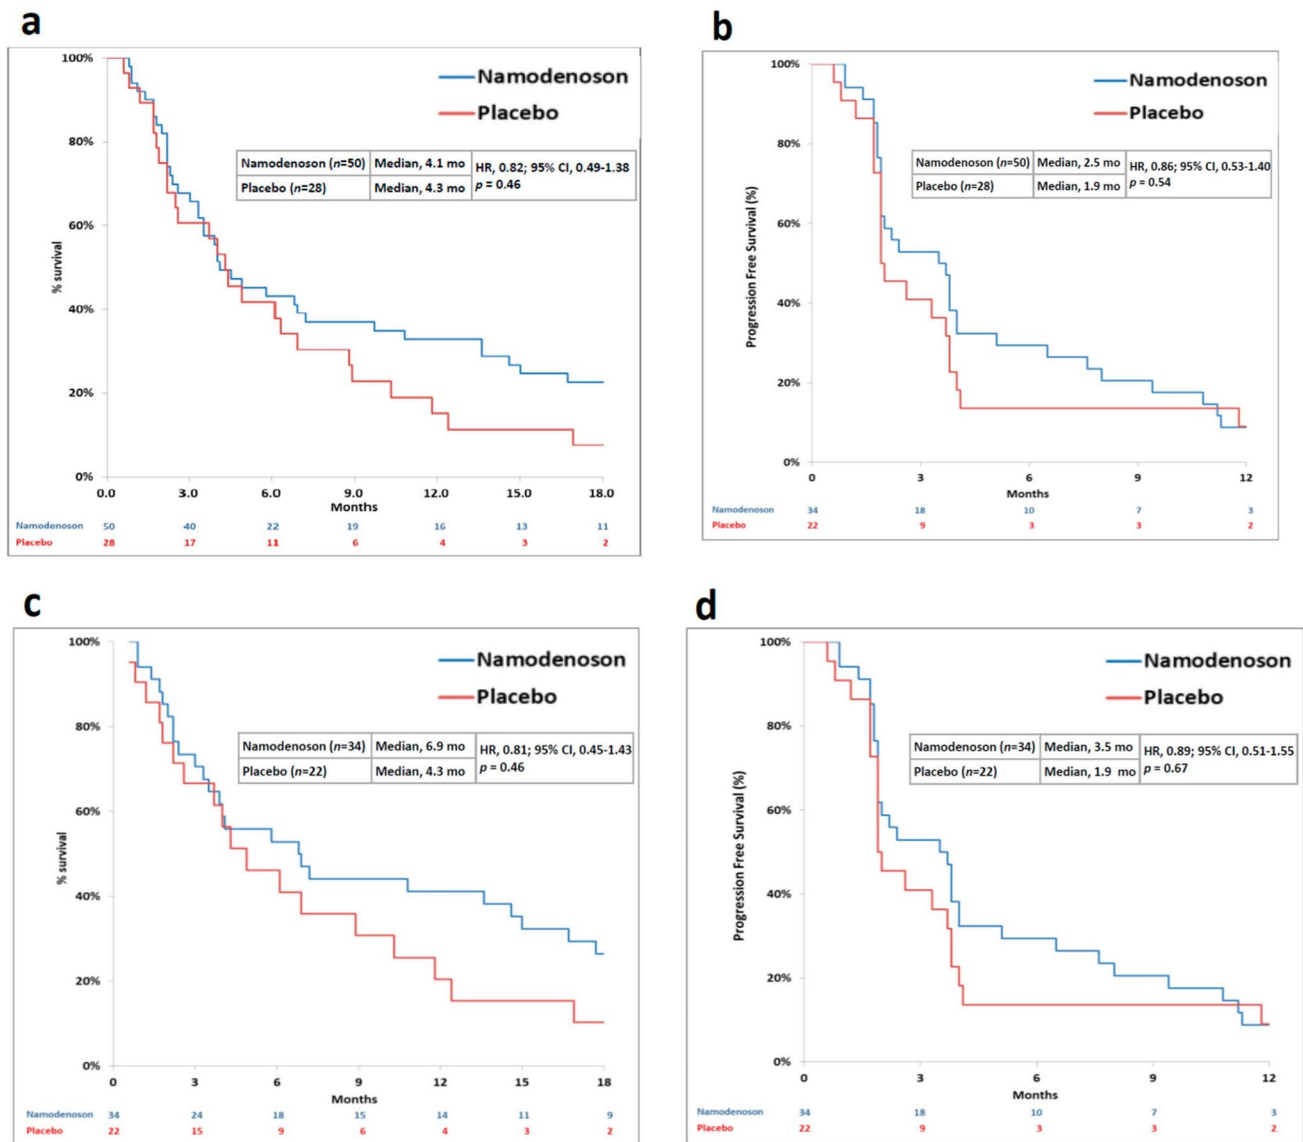 a
100%
80%
60%
40%
20%
0%
% survival
Namodenoson
Placebo
Namodenoson (n=50) Median, 4.1 mo HR, 0.82; 95% CI, 0.49-1.38
Placebo (n=28) Median, 4.3 mo p = 0.46
0.0 3.0 6.0 9.0 12.0 15.0 18.0
Months
Namodenoson 50 40 22 19 16 13 11
Placebo 28 17 11 6 4 3 2
b
100%
80%
60%
40%
20%
0%
Progression Free Survival (%)
Namodenoson
Placebo
Namodenoson (n=50) Median, 2.5 mo HR, 0.86; 95% CI, 0.53-1.40
Placebo (n=28) Median, 1.9 mo p = 0.54
0 3 6 9 12
Months
Namodenoson 34 18 10 7 3
Placebo 22 9 3 3 2
c
100%
80%
60%
40%
20%
0%
% survival
Namodenoson
Placebo
Namodenoson (n=34) Median, 6.9 mo HR, 0.81; 95% CI, 0.45-1.43
Placebo (n=22) Median, 4.3 mo p = 0.46
0 3 6 9 12 15 18
Months
Namodenoson 34 24 18 15 14 11 9
Placebo 22 15 9 6 4 3 2
d
100%
80%
60%
40%
20%
0%
Progression Free Survival (%)
Namodenoson
Placebo
Namodenoson (n=34) Median, 3.5 mo HR, 0.89; 95% CI, 0.51-1.55
Placebo (n=22) Median, 1.9 mo p = 0.67
0 3 6 9 12
Months
Namodenoson 34 18 10 7 3
Placebo 22 9 3 3 2